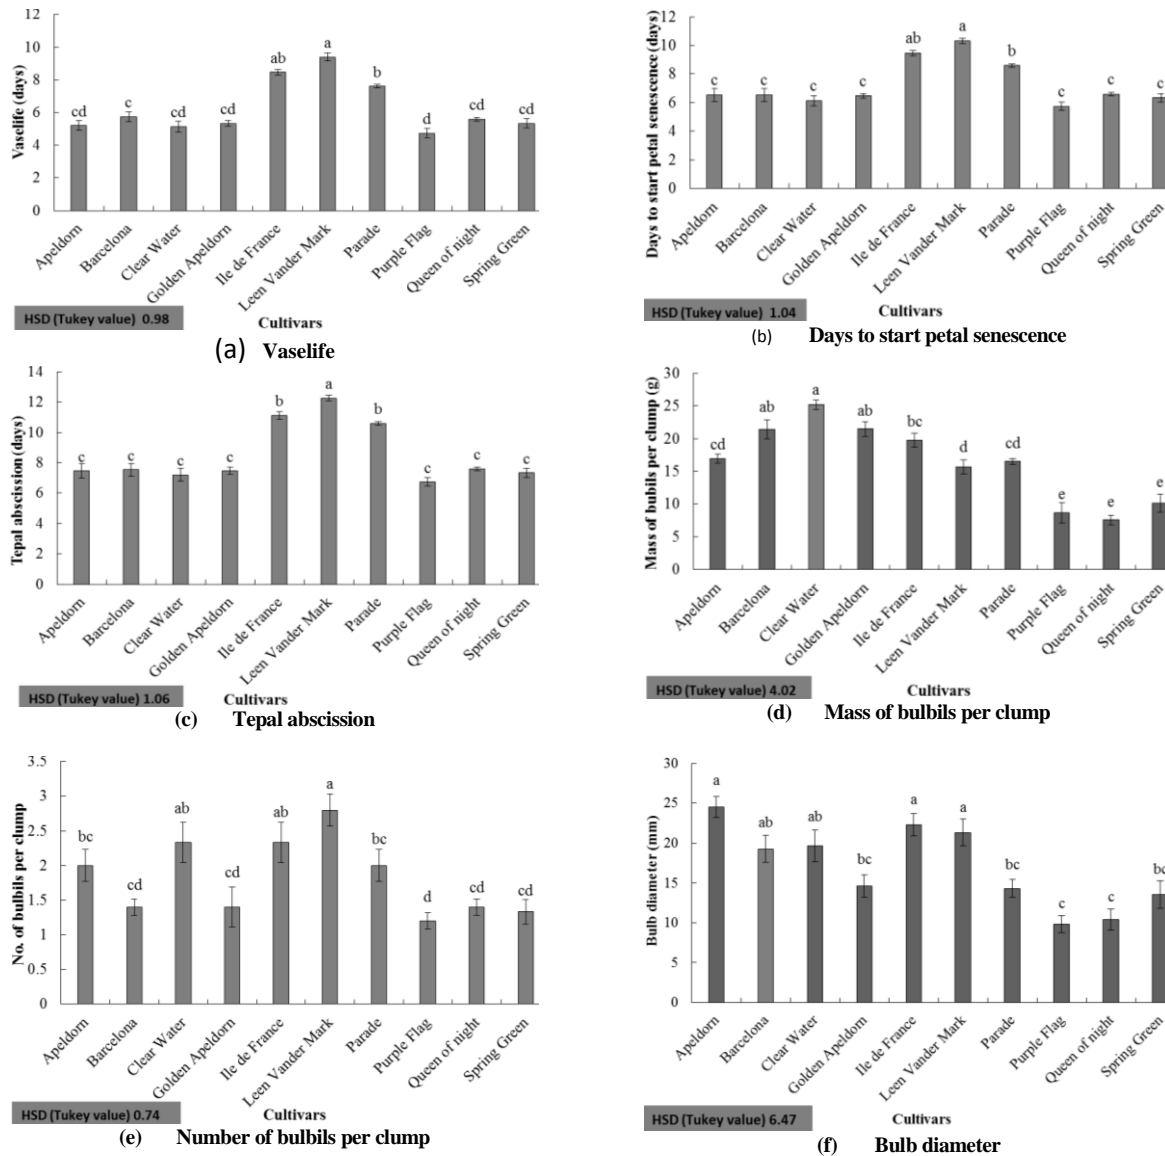 Vaselife (days)
12
10
8
6
4
2
0
cd
c
cd
cd
ab
a
b
d
cd
cd
Apeldorn
Barcelona
Clear Water
Golden Apeldorn
Ile de France
Leen Vander Mark
Parade
Purple Flag
Queen of night
Spring Green
HSD (Tukey value) 0.98
Cultivars
(a) Vaselife
Days to start petal senescence (days)
12
10
8
6
4
2
0
c
c
c
c
ab
a
b
c
c
c
Apeldorn
Barcelona
Clear Water
Golden Apeldorn
Ile de France
Leen Vander Mark
Parade
Purple Flag
Queen of night
Spring Green
HSD (Tukey value) 1.04
Cultivars
(b) Days to start petal senescence
Tepal abscission (days)
14
12
10
8
6
4
2
0
c
c
c
c
b
a
b
c
c
c
Apeldorn
Barcelona
Clear Water
Golden Apeldorn
Ile de France
Leen Vander Mark
Parade
Purple Flag
Queen of night
Spring Green
HSD (Tukey value) 1.06
Cultivars
(c) Tepal abscission
Mass of bubils per clump (g)
30
25
20
15
10
5
0
cd
ab
a
ab
bc
d
cd
e
e
e
Apeldorn
Barcelona
Clear Water
Golden Apeldorn
Ile de France
Leen Vander Mark
Parade
Purple Flag
Queen of night
Spring Green
HSD (Tukey value) 4.02
Cultivars
(d) Mass of bulbils per clump
No. of bulbils per clump
3.5
3
2.5
2
1.5
1
0.5
0
bc
cd
ab
cd
ab
a
bc
d
cd
cd
Apeldorn
Barcelona
Clear Water
Golden Apeldorn
Ile de France
Leen Vander Mark
Parade
Purple Flag
Queen of night
Spring Green
HSD (Tukey value) 0.74
Cultivars
(e) Number of bulbils per clump
Bulb diameter (mm)
30
25
20
15
10
5
0
a
ab
ab
bc
a
a
bc
c
c
bc
Apeldorn
Barcelona
Clear Water
Golden Apeldorn
Ile de France
Leen Vander Mark
Parade
Purple Flag
Queen of night
Spring Green
HSD (Tukey value) 6.47
Cultivars
(f) Bulb diameter